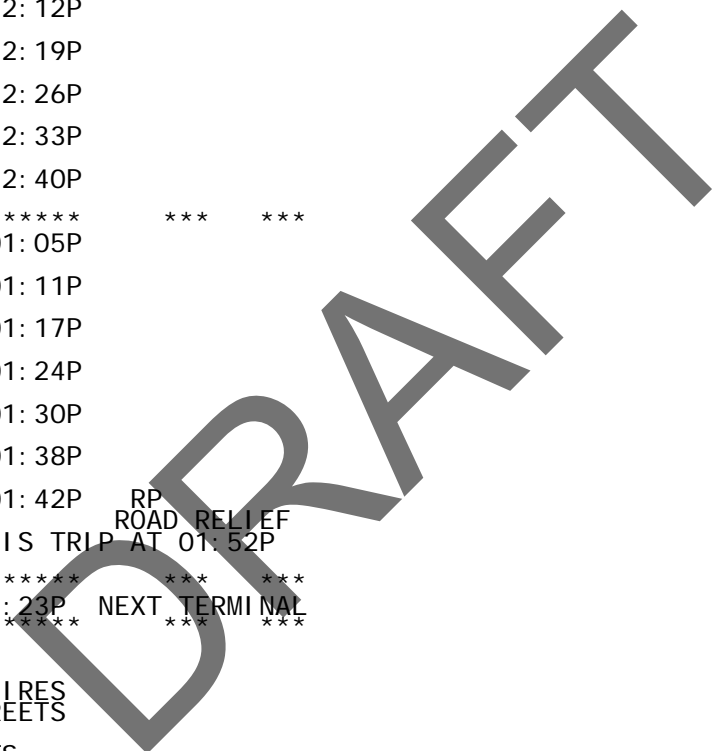 2:12P
2:19P
2:26P
2:33P
2:40P
***** *** ***
01:05P
01:11P
01:17P
01:24P
01:30P
01:38P
01:42P RP
ROAD RELIEF
IS TRIP AT 01:52P
***** *** ***
:23P NEXT TERMINAL
***** *** ***
IRES
REETS
DRAFT